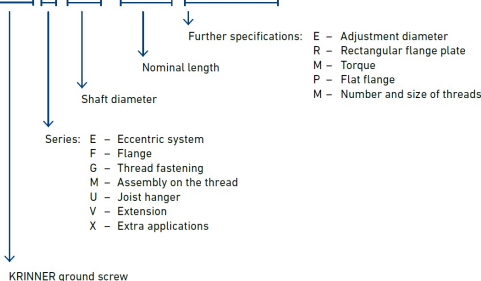 Further specifications: E – Adjustment diameter
R – Rectangular flange plate
M – Torque
P – Flat flange
M – Number and size of threads
Nominal length
Shaft diameter
Series: E – Eccentric system
F – Flange
G – Thread fastening
M – Assembly on the thread
U – Joist hanger
V – Extension
X – Extra applications
KRINNER ground screw